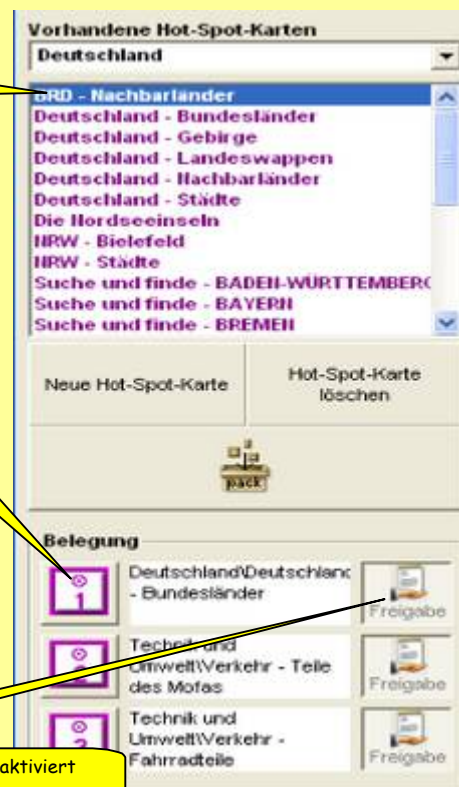 Vorhandene Hot-Spot-Karten
Deutschland
BRD - Nachbarländer
Deutschland - Bundesländer
Deutschland - Gebirge
Deutschland - Landeswappen
Deutschland - Nachbarländer
Deutschland - Städte
Die Nordseeinseln
NRW - Bielefeld
NRW - Städte
Suche und finde - BADEN-WÜRTTEMBERG
Suche und finde - BAYERN
Suche und finde - BREMEN
Neue Hot-Spot-Karte
Hot-Spot-Karte
löschen
pack
Belegung
1
Deutschland\Deutschland
- Bundesländer
Freigabe
Technik und
Umwelt\Verkehr - Teile
des Mofas
Freigabe
Technik und
Umwelt\Verkehr -
Fahrradteile
Freigabe
aktiviert